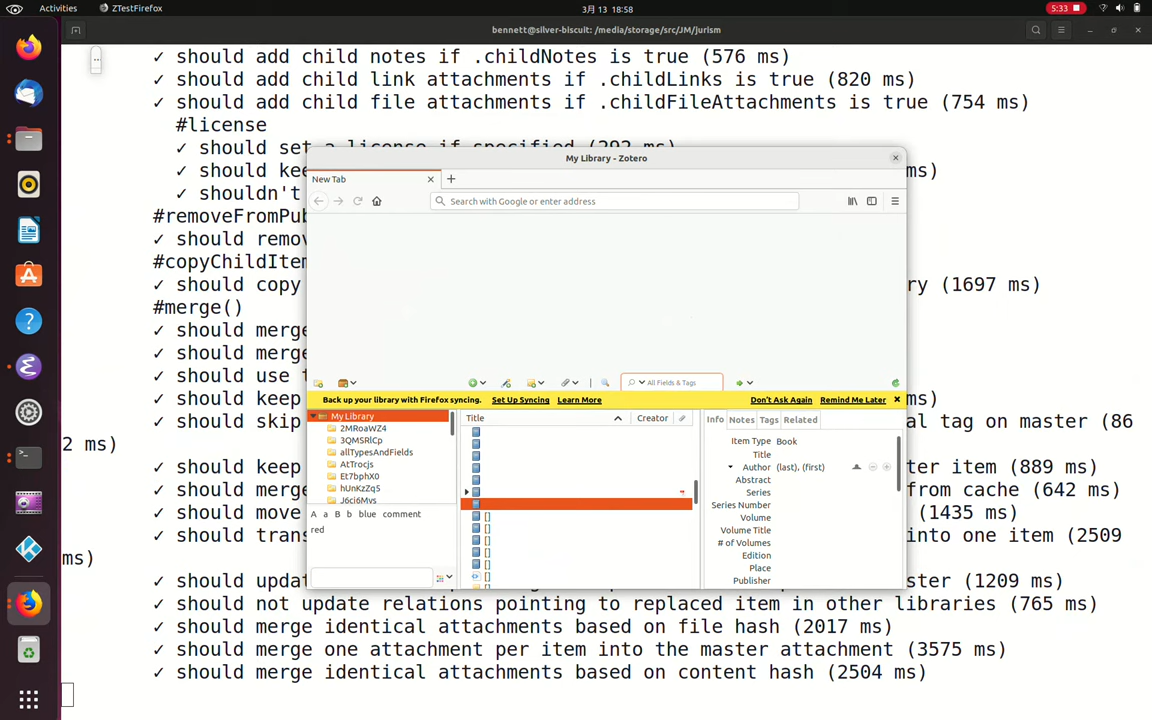 Activities
ZTestFirefox
3月 13 18:58
5:33
bennett@silver-biscuit: /media/storage/src/JM/jurism
✓ should add child notes if .childNotes is true (576 ms)
✓ should add child link attachments if .childLinks is true (820 ms)
✓ should add child file attachments if .childFileAttachments is true (754 ms)
#license
✓ should set a license if specified (292 ms)
✓ should kee
ms)
✓ shouldn't
#removeFromPub
✓ should remov
#copyChildItem
✓ should copy
ry (1697 ms)
#merge()
✓ should merge
✓ should merge
✓ should use t
✓ should keep
ms)
✓ should skip
al tag on master (86
2 ms)
✓ should keep
ter item (889 ms)
✓ should merge
from cache (642 ms)
✓ should move
(1435 ms)
✓ should trans
into one item (2509
ms)
✓ should updat
ster (1209 ms)
✓ should not update relations pointing to replaced item in other libraries (765 ms)
✓ should merge identical attachments based on file hash (2017 ms)
✓ should merge one attachment per item into the master attachment (3575 ms)
✓ should merge identical attachments based on content hash (2504 ms)
My Library - Zotero
New Tab
Search with Google or enter address
All Fields & Tags
Back up your library with Firefox syncing.
Set Up Syncing
Learn More
Don't Ask Again
Remind Me Later
My Library
2MRoaWZ4
3QMSRlCp
allTypesAndFields
AtTrocjs
Et7bphX0
hUnKzZq5
J6ci6Mvs
A a B b blue comment
red
Title
Creator
[]
[]
[]
[]
[]
[]
Info
Notes
Tags
Related
Item Type Book
Title
Author (last), (first)
Abstract
Series
Series Number
Volume
Volume Title
# of Volumes
Edition
Place
Publisher